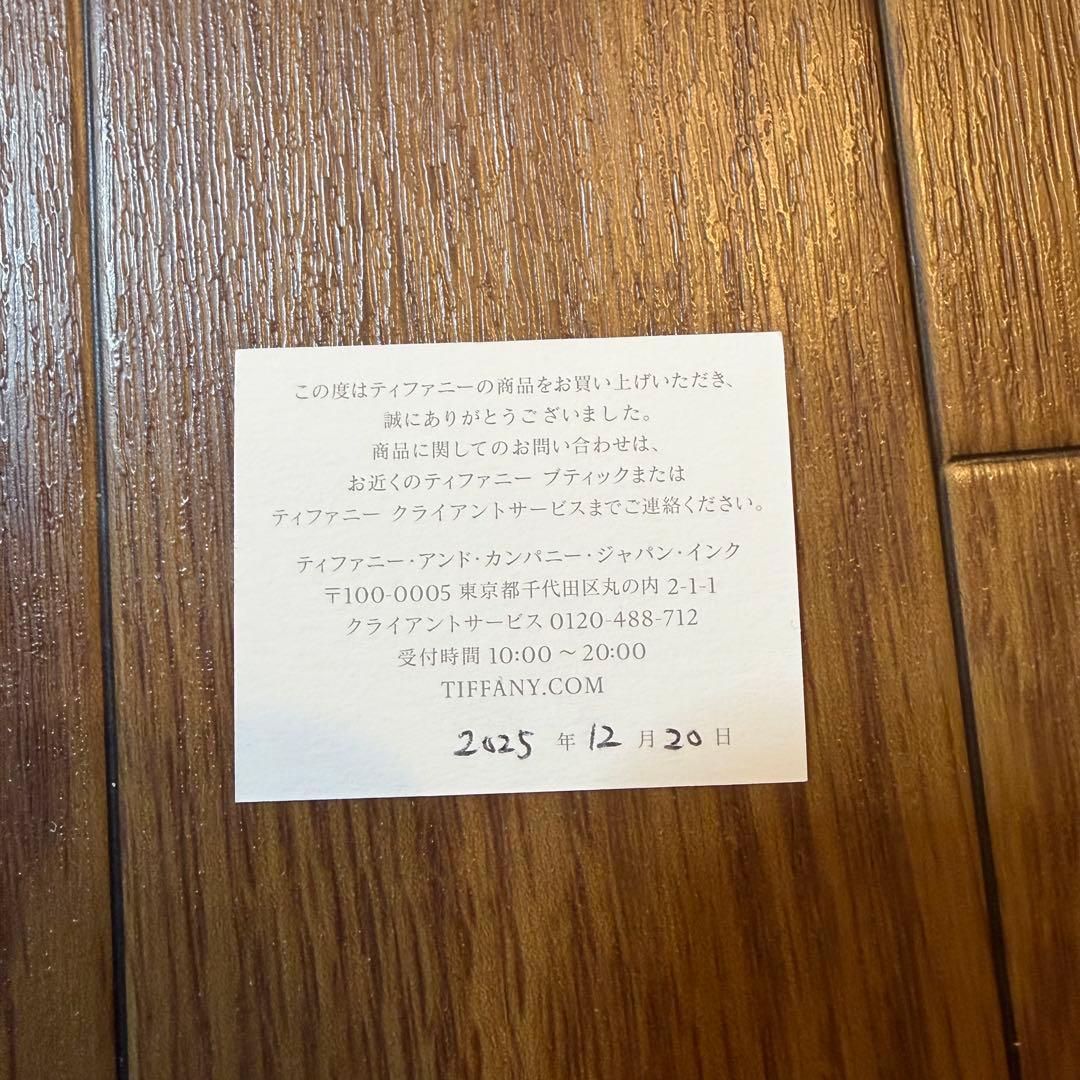 この度はティファニーの商品をお買い上げいただき、
誠にありがとうございました。
商品に関してのお問い合わせは、
お近くのティファニー ブティックまたは
ティファニー クライアントサービスまでご連絡ください。
ティファニー・アンド・カンパニー・ジャパン・インク
〒100-0005 東京都千代田区丸の内 2-1-1
クライアントサービス 0120-488-712
受付時間 10:00 ～ 20:00
TIFFANY.COM
2025 年 12 月 20 日